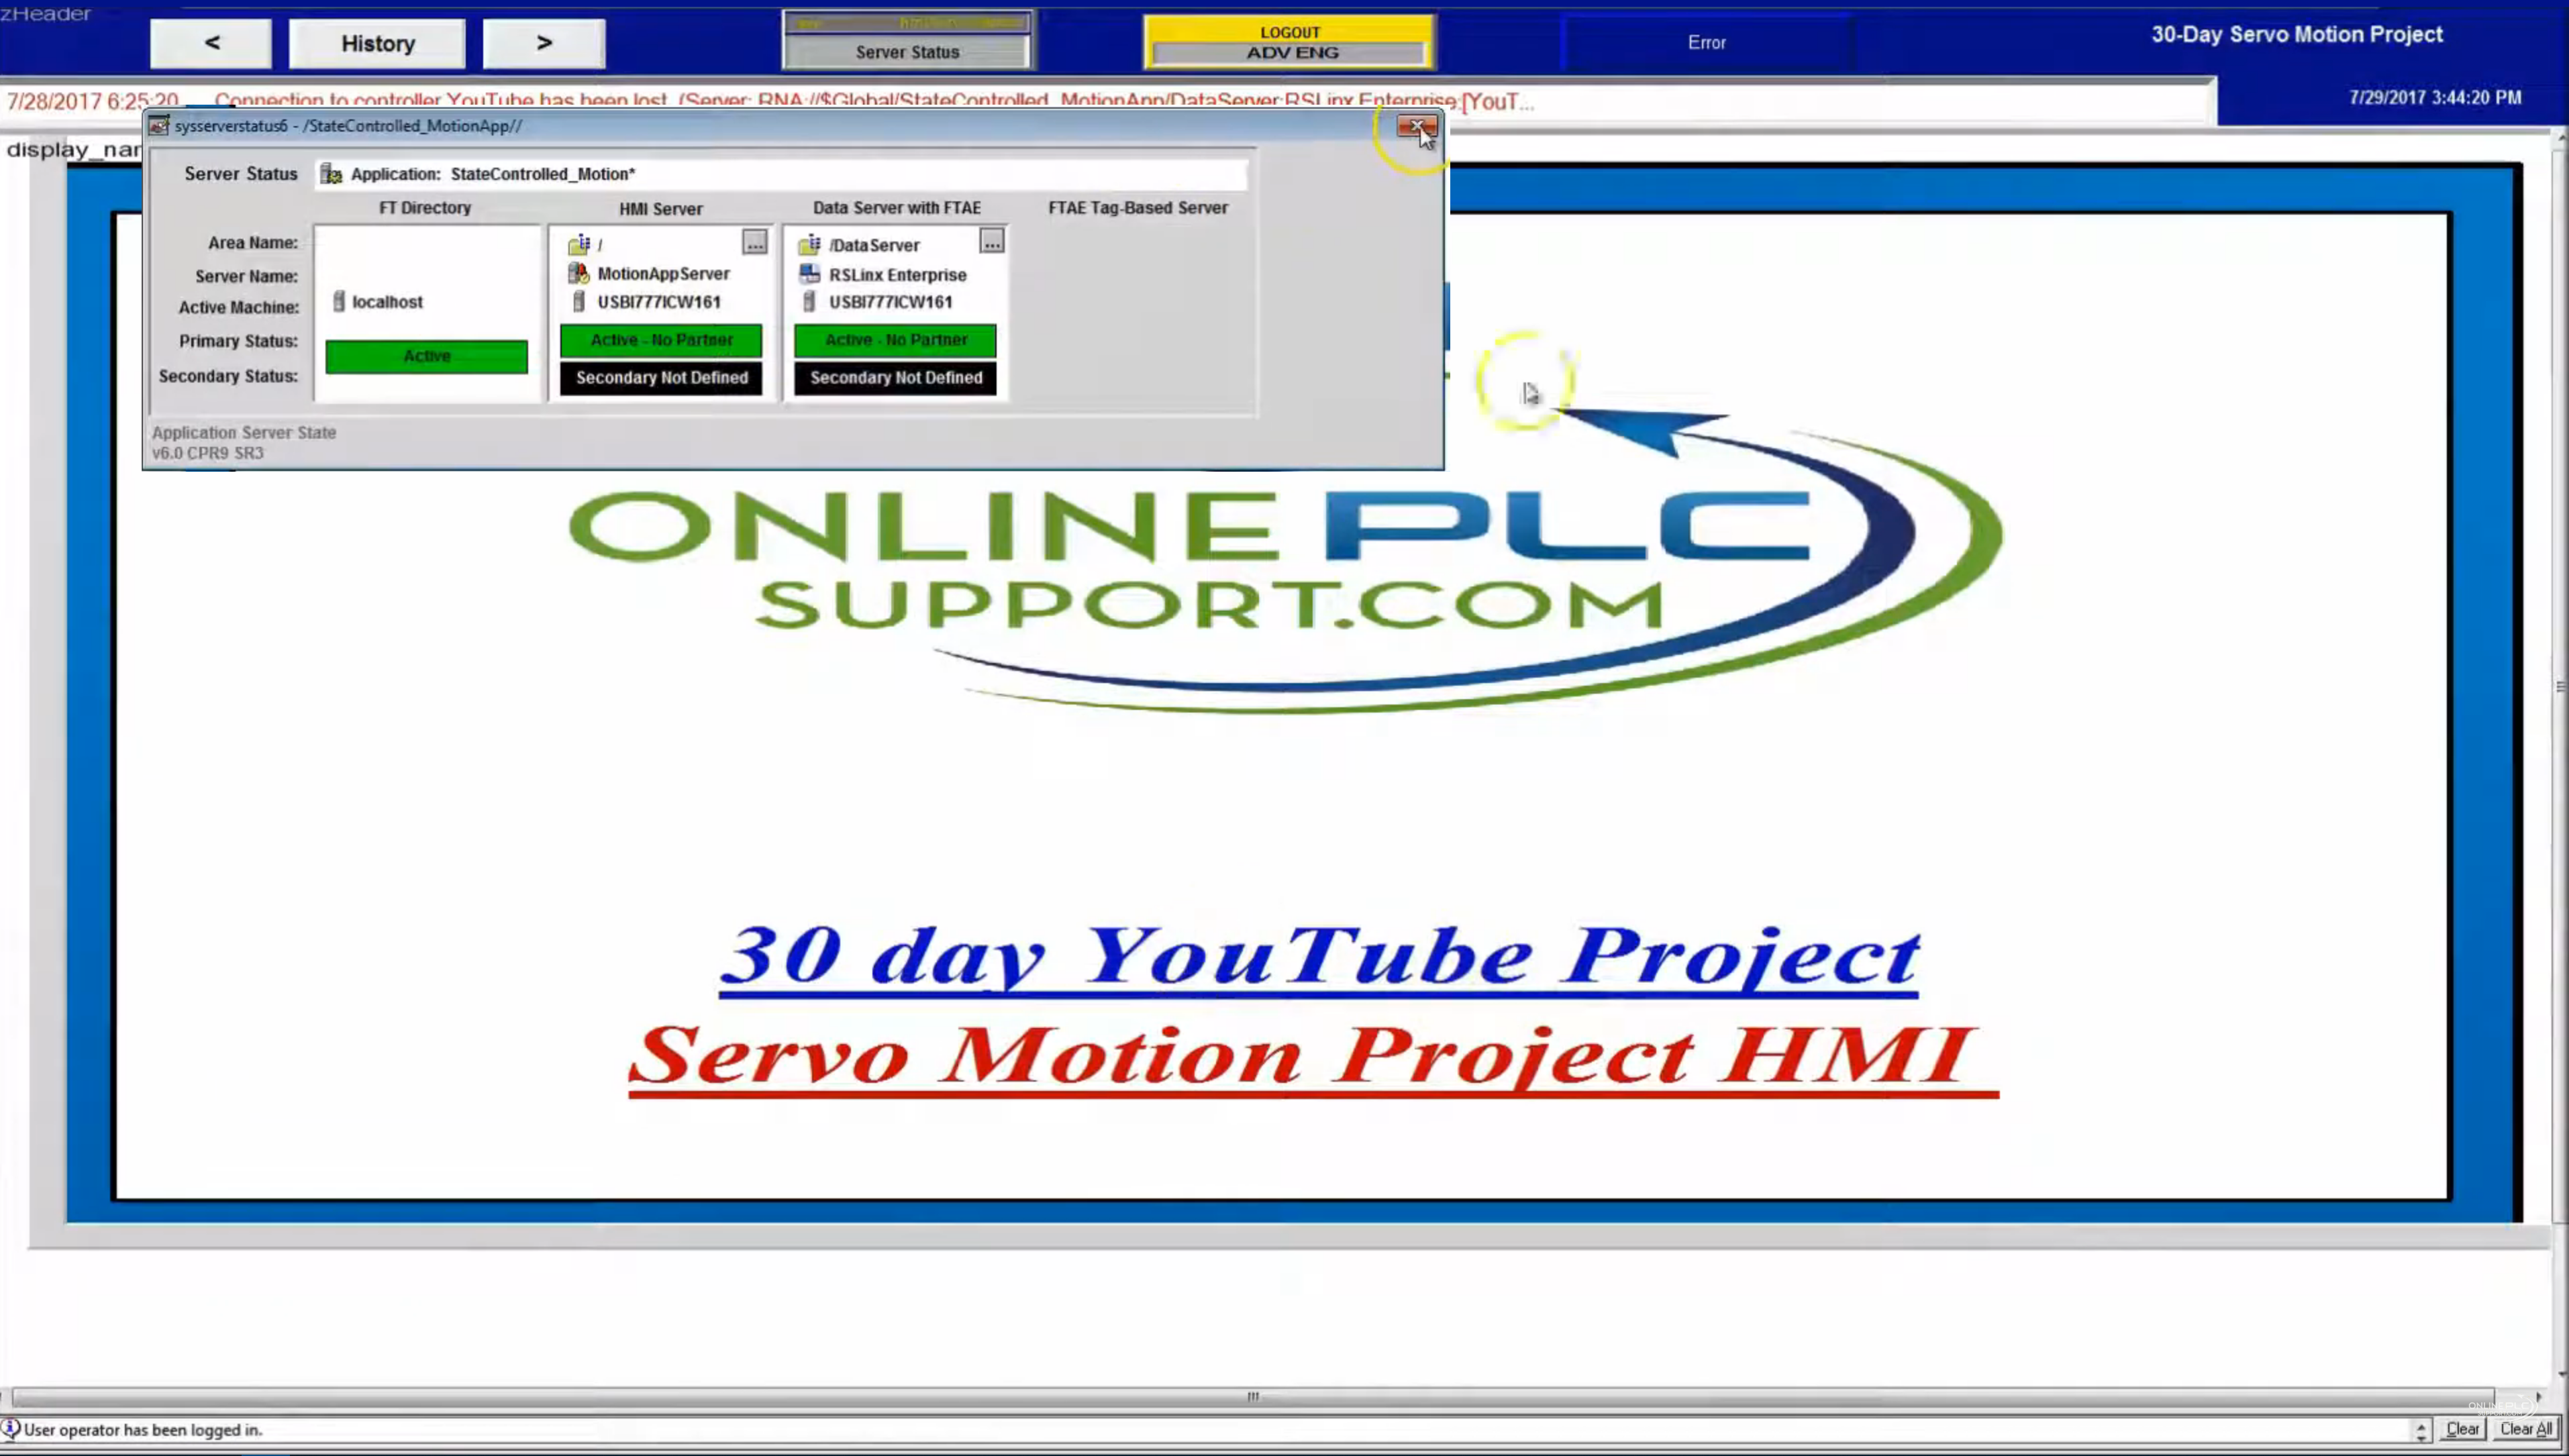 zHeader
<
History
>
Server Status
LOGOUT
ADV ENG
Error
30-Day Servo Motion Project
7/28/2017 6:25:20
Connection to controller YouTube has been lost. (Server: RNA://$Global/StateControlled_MotionApp/DataServer:RSLinx Enterprise:[YouT...
7/29/2017 3:44:20 PM
display_nar
sysserverstatus6 - /StateControlled_MotionApp//
Server Status
Application: StateControlled_Motion*
FT Directory
HMI Server
Data Server with FTAE
FTAE Tag-Based Server
Area Name:
/
...
/DataServer
...
Server Name:
MotionAppServer
RSLinx Enterprise
Active Machine:
localhost
USBI777ICW161
USBI777ICW161
Primary Status:
Active
Active - No Partner
Active - No Partner
Secondary Status:
Secondary Not Defined
Secondary Not Defined
Application Server State
v6.0 CPR9 SR3
ONLINE PLC
SUPPORT.COM
30 day YouTube Project
Servo Motion Project HMI
User operator has been logged in.
Clear
Clear All
ONLINEPLC